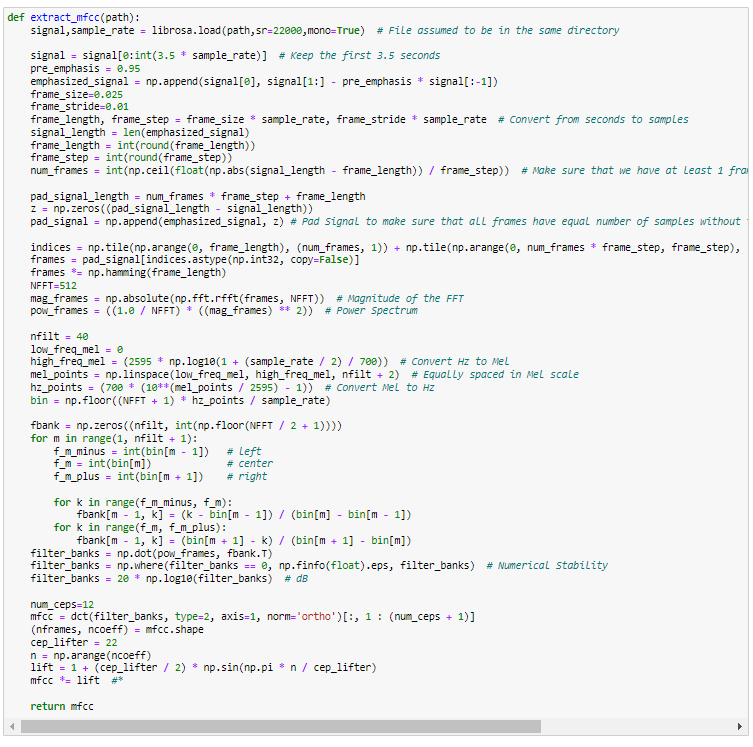 def extract_mfcc(path):
    signal,sample_rate = librosa.load(path,sr=22000,mono=True)  # File assumed to be in the same directory

    signal = signal[0:int(3.5 * sample_rate)]  # Keep the first 3.5 seconds
    pre_emphasis = 0.95
    emphasized_signal = np.append(signal[0], signal[1:] - pre_emphasis * signal[:-1])
    frame_size=0.025
    frame_stride=0.01
    frame_length, frame_step = frame_size * sample_rate, frame_stride * sample_rate  # Convert from seconds to samples
    signal_length = len(emphasized_signal)
    frame_length = int(round(frame_length))
    frame_step = int(round(frame_step))
    num_frames = int(np.ceil(float(np.abs(signal_length - frame_length)) / frame_step))  # Make sure that we have at least 1

    pad_signal_length = num_frames * frame_step + frame_length
    z = np.zeros((pad_signal_length - signal_length))
    pad_signal = np.append(emphasized_signal, z) # Pad Signal to make sure that all frames have equal number of samples without

    indices = np.tile(np.arange(0, frame_length), (num_frames, 1)) + np.tile(np.arange(0, num_frames * frame_step, frame_step),
    frames = pad_signal[indices.astype(np.int32, copy=False)]
    frames *= np.hamming(frame_length)
    NFFT=512
    mag_frames = np.absolute(np.fft.rfft(frames, NFFT))  # Magnitude of the FFT
    pow_frames = ((1.0 / NFFT) * ((mag_frames) ** 2))  # Power Spectrum

    nfilt = 40
    low_freq_mel = 0
    high_freq_mel = (2595 * np.log10(1 + (sample_rate / 2) / 700))  # Convert Hz to Mel
    mel_points = np.linspace(low_freq_mel, high_freq_mel, nfilt + 2)  # Equally spaced in Mel scale
    hz_points = (700 * (10**(mel_points / 2595) - 1))  # Convert Mel to Hz
    bin = np.floor((NFFT + 1) * hz_points / sample_rate)

    fbank = np.zeros((nfilt, int(np.floor(NFFT / 2 + 1))))
    for m in range(1, nfilt + 1):
        f_m_minus = int(bin[m - 1])   # left
        f_m = int(bin[m])             # center
        f_m_plus = int(bin[m + 1])    # right

        for k in range(f_m_minus, f_m):
            fbank[m - 1, k] = (k - bin[m - 1]) / (bin[m] - bin[m - 1])
        for k in range(f_m, f_m_plus):
            fbank[m - 1, k] = (bin[m + 1] - k) / (bin[m + 1] - bin[m])
    filter_banks = np.dot(pow_frames, fbank.T)
    filter_banks = np.where(filter_banks == 0, np.finfo(float).eps, filter_banks)  # Numerical Stability
    filter_banks = 20 * np.log10(filter_banks)  # dB

    num_ceps=12
    mfcc = dct(filter_banks, type=2, axis=1, norm='ortho')[:, 1 : (num_ceps + 1)]
    (nframes, ncoeff) = mfcc.shape
    cep_lifter = 22
    n = np.arange(ncoeff)
    lift = 1 + (cep_lifter / 2) * np.sin(np.pi * n / cep_lifter)
    mfcc *= lift  #*

    return mfcc